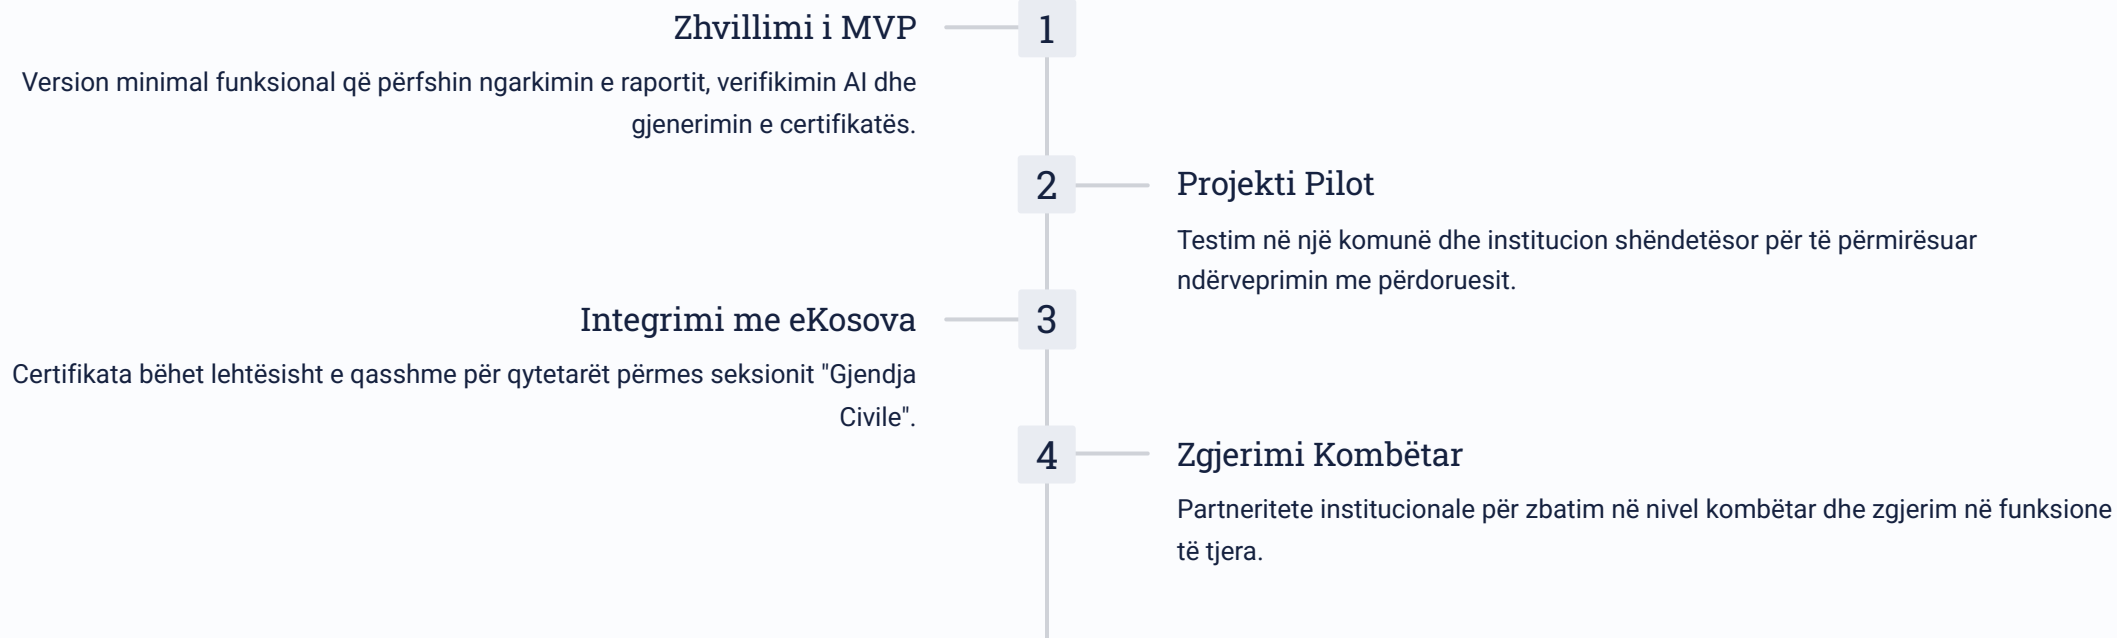 Zhvillimi i MVP
1
Version minimal funksional që përfshin ngarkimin e raportit, verifikimin AI dhe
gjenerimin e certifikatës.
2
Projekti Pilot
Testim në një komunë dhe institucion shëndetësor për të përmirësuar
ndërveprimin me përdoruesit.
Integrimi me eKosova
3
Certifikata bëhet lehtësisht e qasshme për qytetarët përmes seksionit "Gjendja
Civile".
4
Zgjerimi Kombëtar
Partneritete institucionale për zbatim në nivel kombëtar dhe zgjerim në funksione
të tjera.